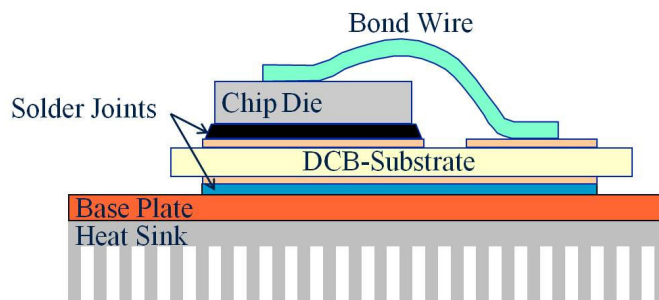 Bond Wire
Solder Joints
Chip Die
DCB-Substrate
Base Plate
Heat Sink